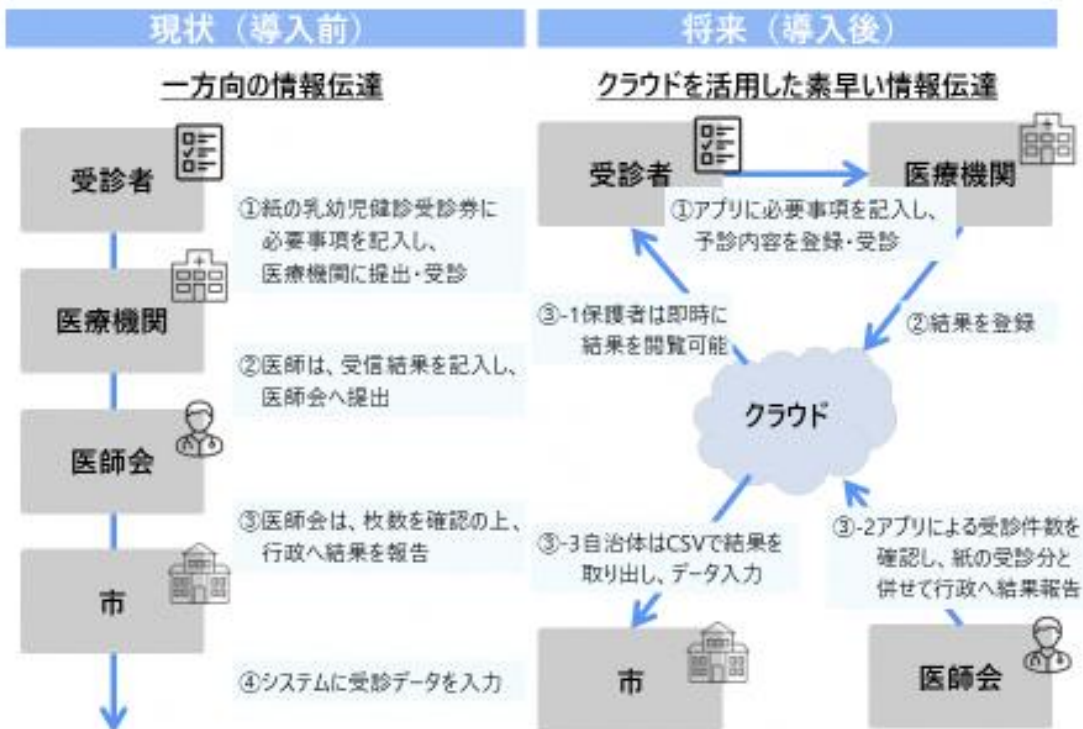 現状（導入前）
一方向の情報伝達
受診者
①紙の乳幼児健診受診券に
必要事項を記入し、
医療機関に提出・受診
医療機関
②医師は、受信結果を記入し、
医師会へ提出
医師会
③医師会は、枚数を確認の上、
行政へ結果を報告
市
④システムに受診データを入力
将来（導入後）
クラウドを活用した素早い情報伝達
受診者
医療機関
①アプリに必要事項を記入し、
予診内容を登録・受診
③-1保護者は即時に
結果を閲覧可能
②結果を登録
クラウド
③-3自治体はCSVで結果を
取り出し、データ入力
③-2アプリによる受診件数を
確認し、紙の受診分と
併せて行政へ結果報告
市
医師会